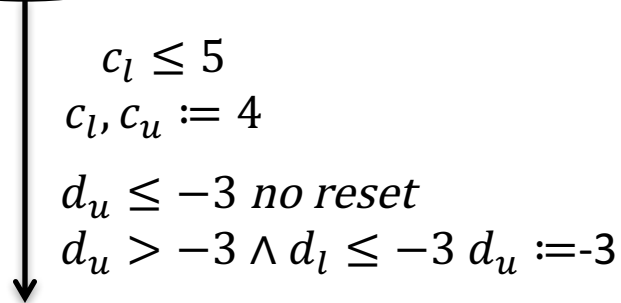 c_l ≤ 5
c_l, c_u := 4
d_u ≤ −3 no reset
d_u > −3 ∧ d_l ≤ −3 d_u :=-3